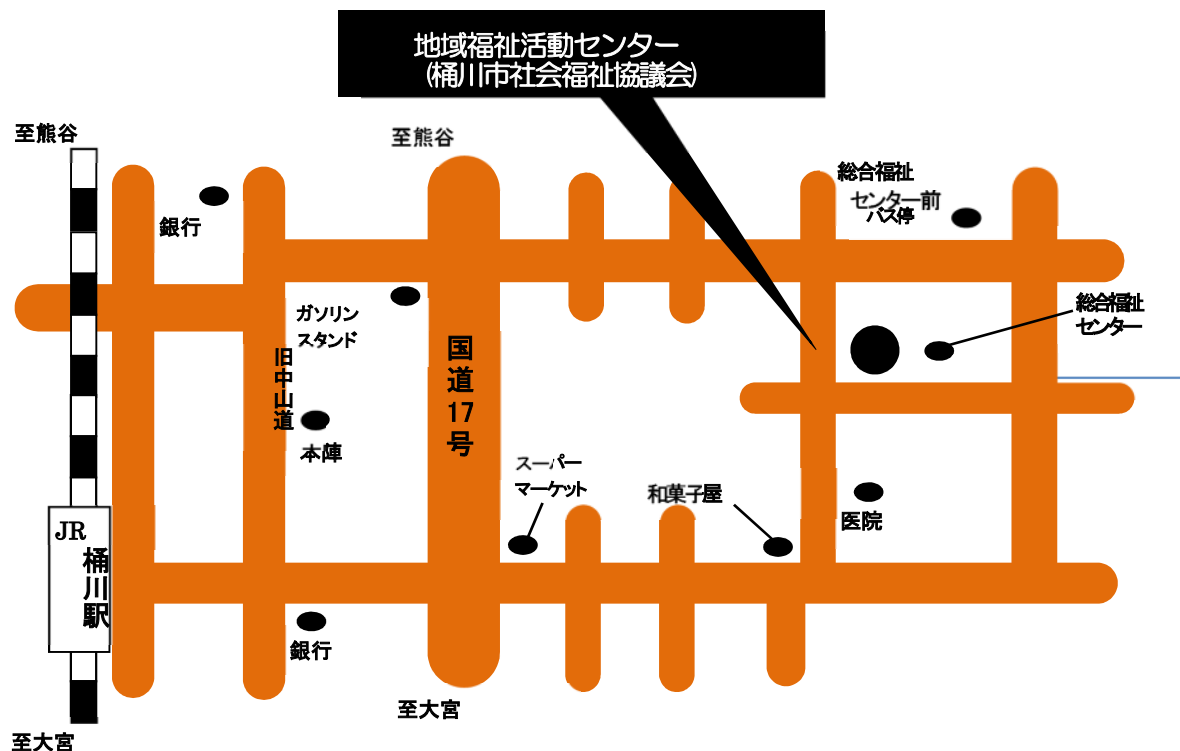 地域福祉活動センター
(桶川市社会福祉協議会)
至熊谷
至熊谷
総合福祉
センター前
バス停
銀行
ガソリン
スタンド
総合福祉
センター
旧中山道
国道17号
本陣
スーパー
マーケット
和菓子屋
医院
JR
桶川駅
銀行
至大宮
至大宮